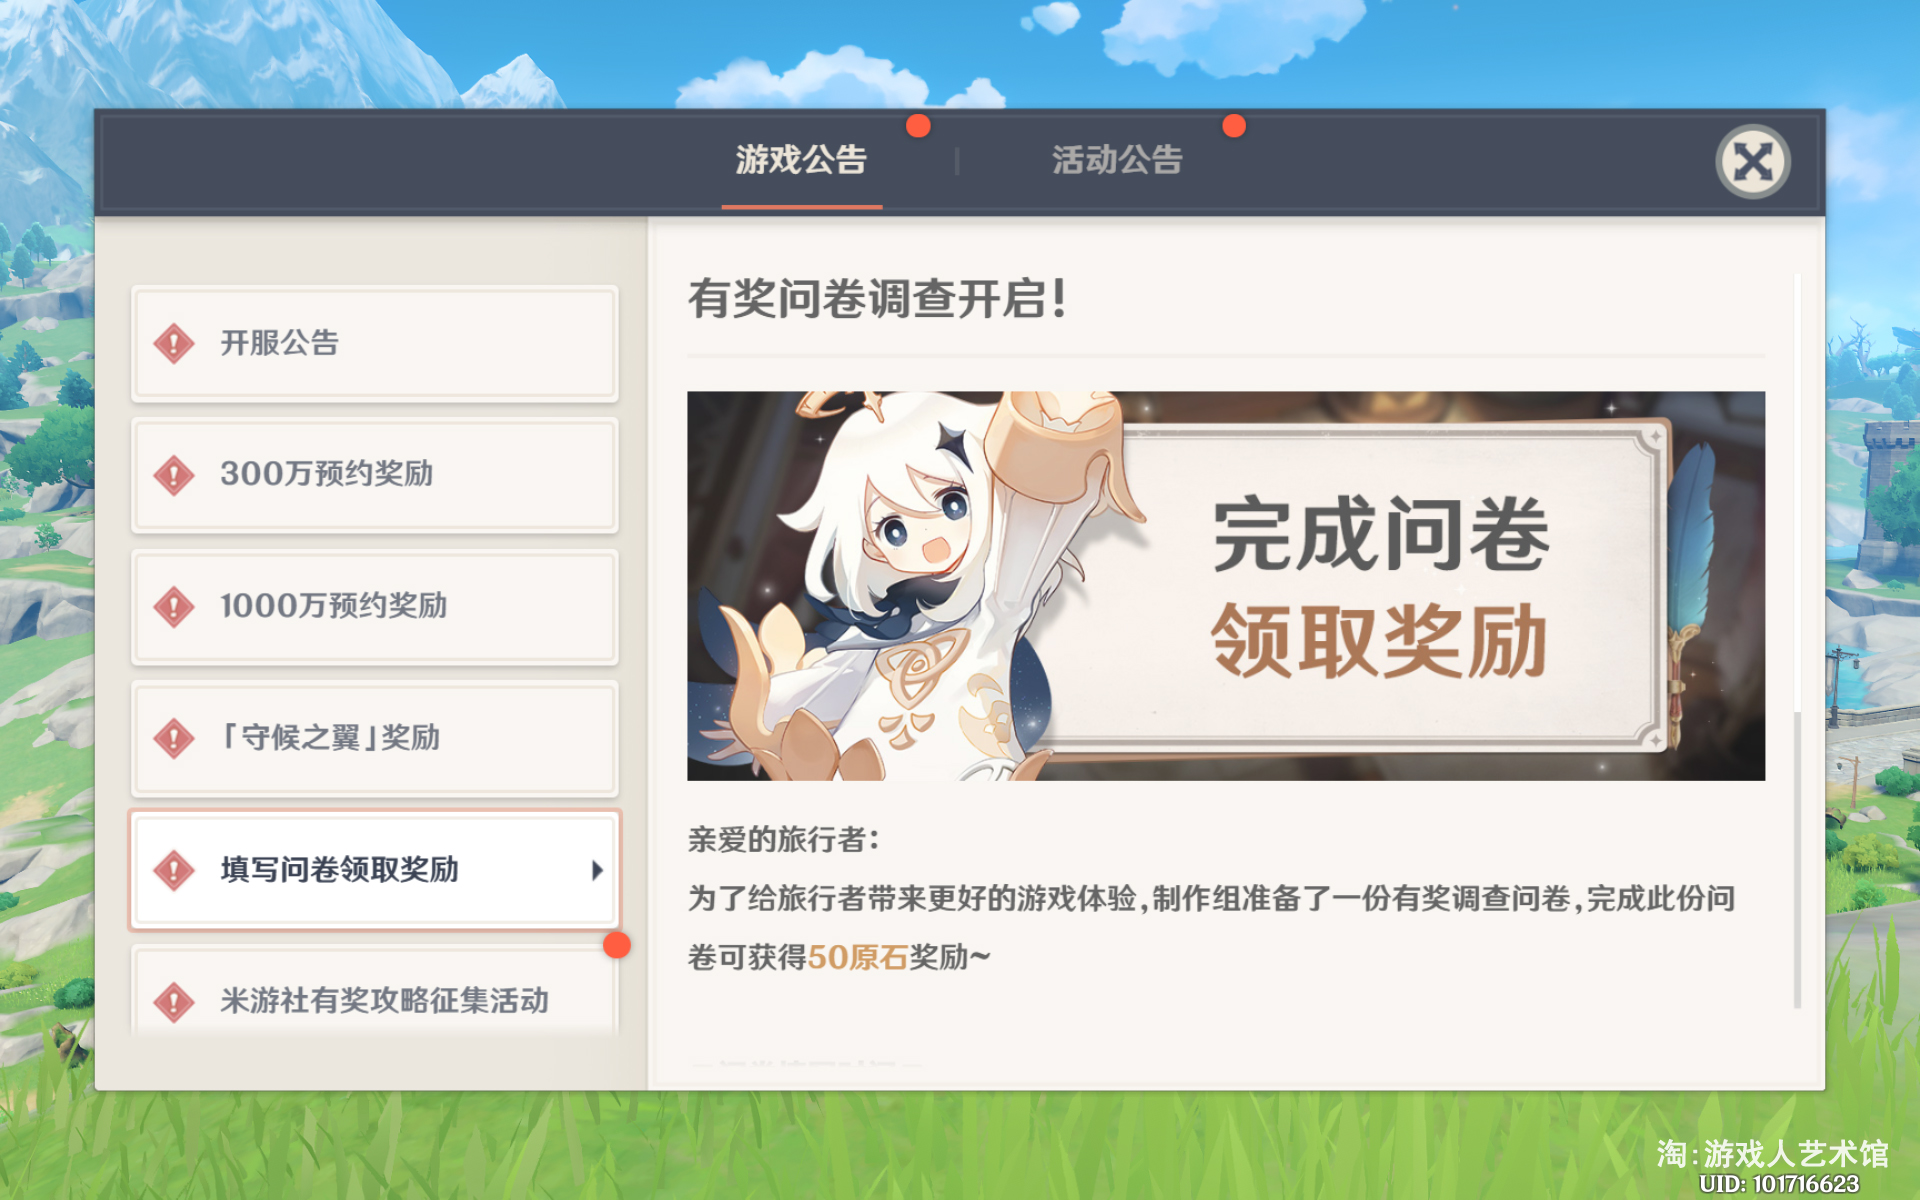 游戏公告
活动公告
开服公告
300万预约奖励
1000万预约奖励
「守候之翼」奖励
填写问卷领取奖励
米游社有奖攻略征集活动
有奖问卷调查开启！
完成问卷
领取奖励
亲爱的旅行者：
为了给旅行者带来更好的游戏体验，制作组准备了一份有奖调查问卷，完成此份问
卷可获得50原石奖励~
淘:游戏人艺术馆
UID: 101716623